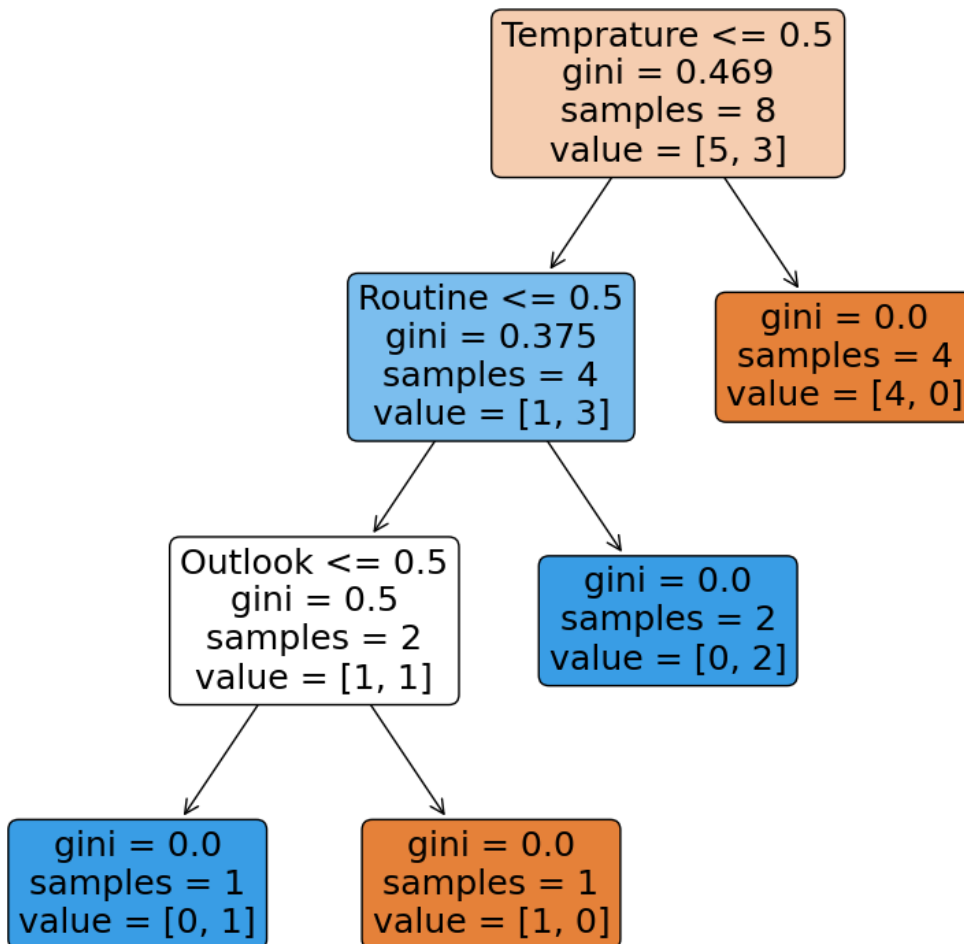 Temprature <= 0.5
gini = 0.469
samples = 8
value = [5, 3]
Routine <= 0.5
gini = 0.375
samples = 4
value = [1, 3]
gini = 0.0
samples = 4
value = [4, 0]
Outlook <= 0.5
gini = 0.5
samples = 2
value = [1, 1]
gini = 0.0
samples = 2
value = [0, 2]
gini = 0.0
samples = 1
value = [0, 1]
gini = 0.0
samples = 1
value = [1, 0]